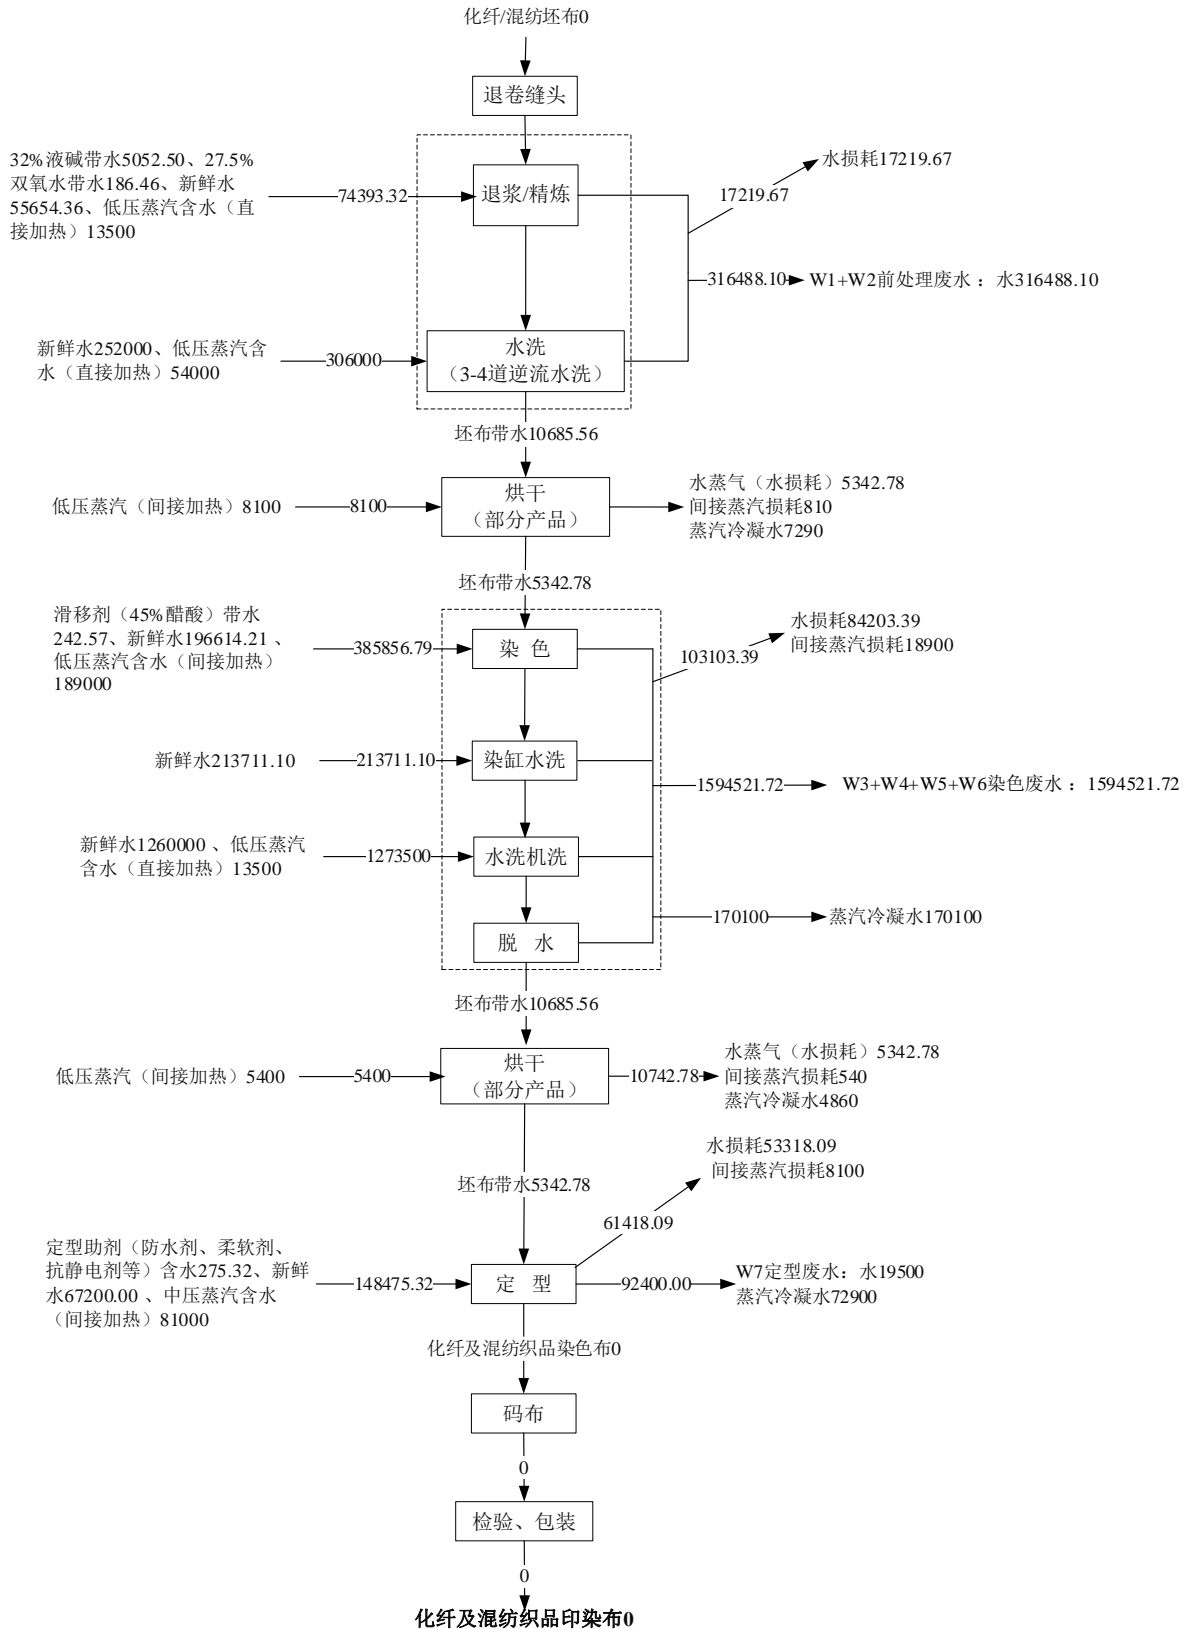 化纤/混纺坯布0
退卷缝头
32%液碱带水5052.50、27.5%
双氧水带水186.46、新鲜水
55654.36、低压蒸汽含水（直
接加热）13500
74393.32
退浆/精炼
水损耗17219.67
17219.67
316488.10
W1+W2前处理废水：水316488.10
新鲜水252000、低压蒸汽含
水（直接加热）54000
306000
水洗
（3-4道逆流水洗）
坯布带水10685.56
低压蒸汽（间接加热）8100
8100
烘干
（部分产品）
水蒸气（水损耗）5342.78
间接蒸汽损耗810
蒸汽冷凝水7290
坯布带水5342.78
滑移剂（45%醋酸）带水
242.57、新鲜水196614.21、
低压蒸汽含水（间接加热）
189000
385856.79
染 色
水损耗84203.39
间接蒸汽损耗18900
103103.39
新鲜水213711.10
213711.10
染缸水洗
1594521.72
W3+W4+W5+W6染色废水：1594521.72
新鲜水1260000、低压蒸汽
含水（直接加热）13500
1273500
水洗机洗
170100
蒸汽冷凝水170100
脱 水
坯布带水10685.56
低压蒸汽（间接加热）5400
5400
烘干
（部分产品）
10742.78
水蒸气（水损耗）5342.78
间接蒸汽损耗540
蒸汽冷凝水4860
水损耗53318.09
间接蒸汽损耗8100
坯布带水5342.78
61418.09
定型助剂（防水剂、柔软剂、
抗静电剂等）含水275.32、新鲜
水67200.00、中压蒸汽含水
（间接加热）81000
148475.32
定 型
92400.00
W7定型废水：水19500
蒸汽冷凝水72900
化纤及混纺织品染色布0
码布
0
检验、包装
0
化纤及混纺织品印染布0